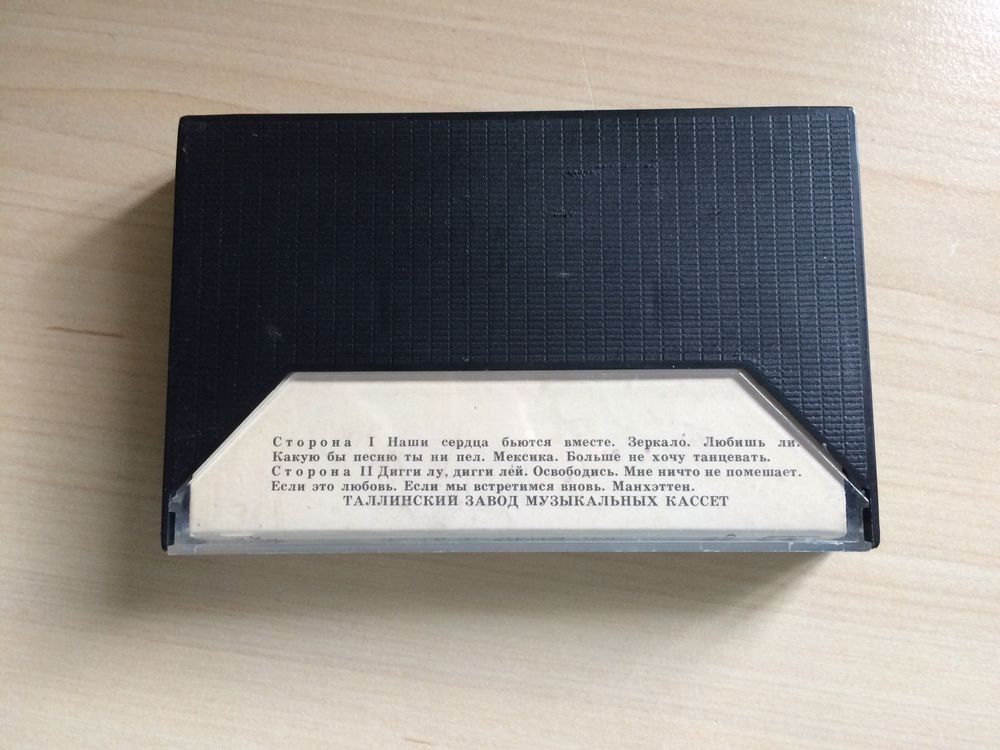 Сторона I Наши сердца бьются вместе. Зеркало. Любишь ли.
Какую бы песню ты ни пел. Мексика. Больше не хочу танцевать.
Сторона II Дигги лу, дигги лёй. Освободись. Мне ничто не помешает.
Если это любовь. Если мы встретимся вновь. Манхэттен.
ТАЛЛИНСКИЙ ЗАВОД МУЗЫКАЛЬНЫХ КАССЕТ